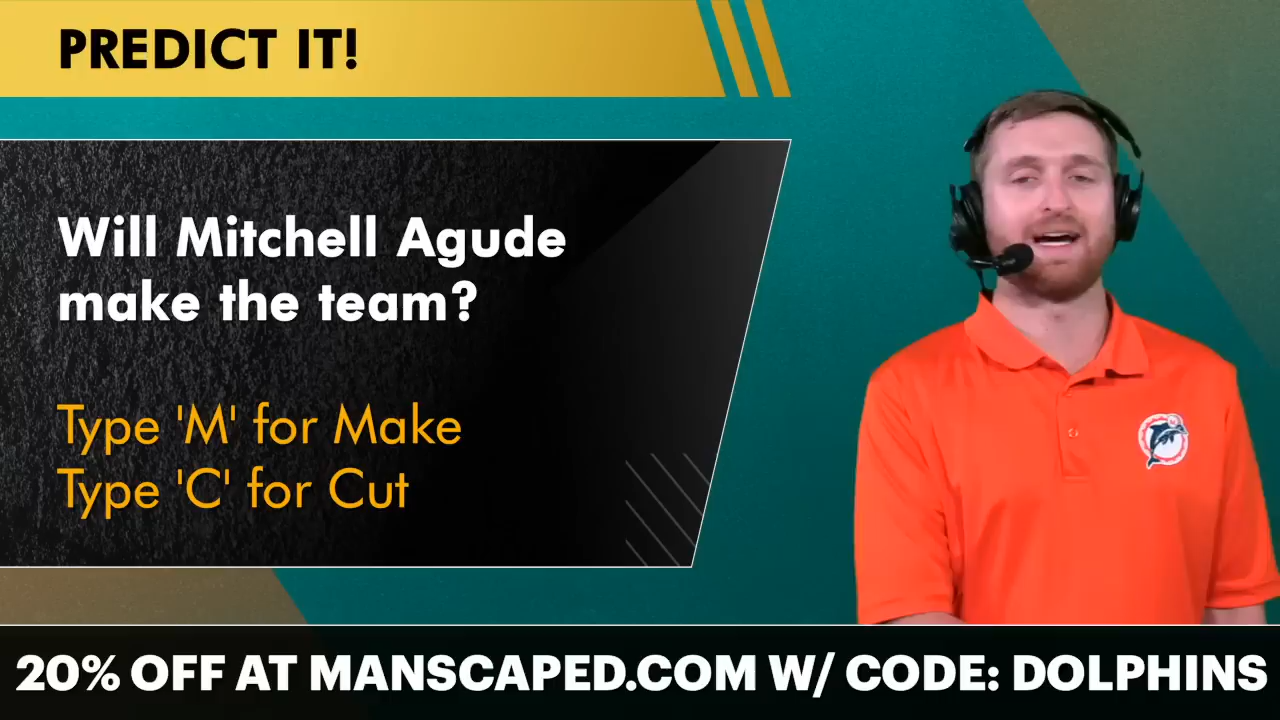 PREDICT IT!
Will Mitchell Agude
make the team?
Type 'M' for Make
Type 'C' for Cut
20% OFF AT MANSCAPED.COM W/ CODE: DOLPHINS